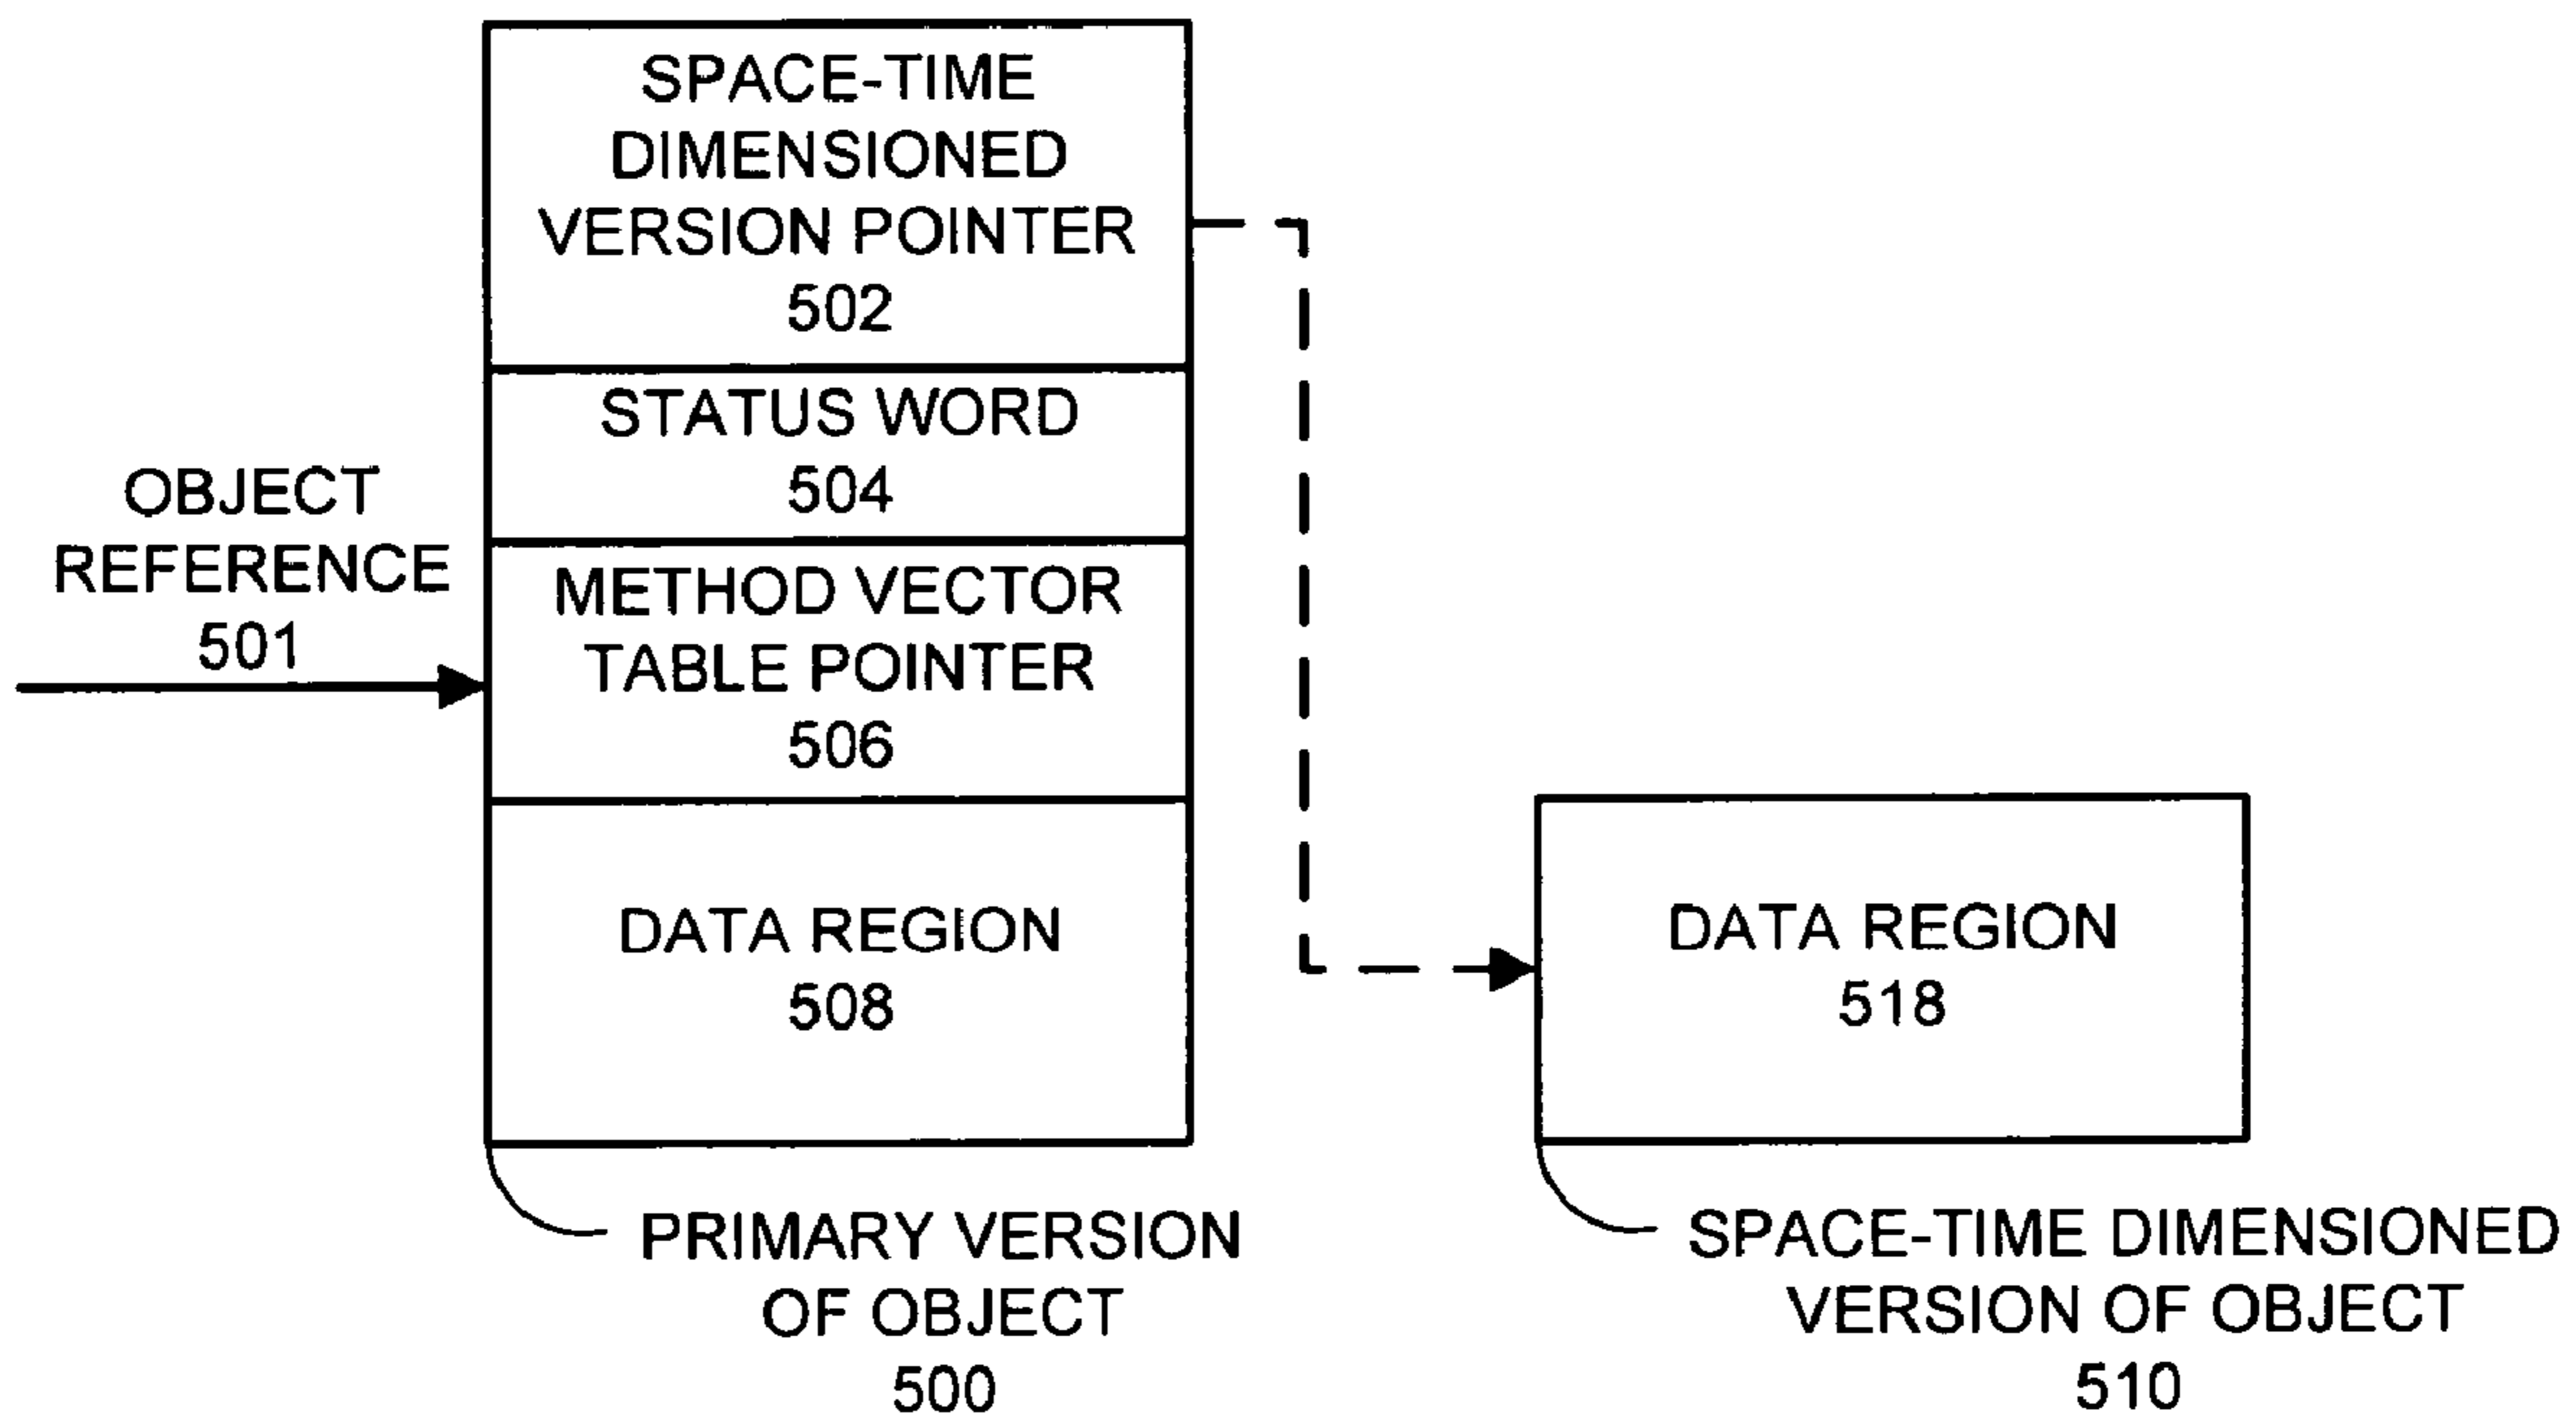 SPACE-TIME
DIMENSIONED
VERSION POINTER
502
STATUS WORD
504
OBJECT
REFERENCE
501
METHOD VECTOR
TABLE POINTER
506
DATA REGION
508
DATA REGION
518
PRIMARY VERSION
OF OBJECT
500
SPACE-TIME DIMENSIONED
VERSION OF OBJECT
510